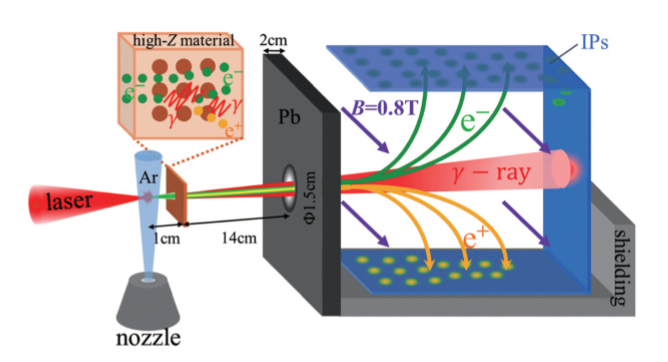 high-Z material
e⁻
e⁻
γ
γ
e⁺
2cm
IPs
Pb
B=0.8T
e⁻
Ar
laser
γ − ray
Φ1.5cm
1cm
14cm
e⁺
shielding
nozzle